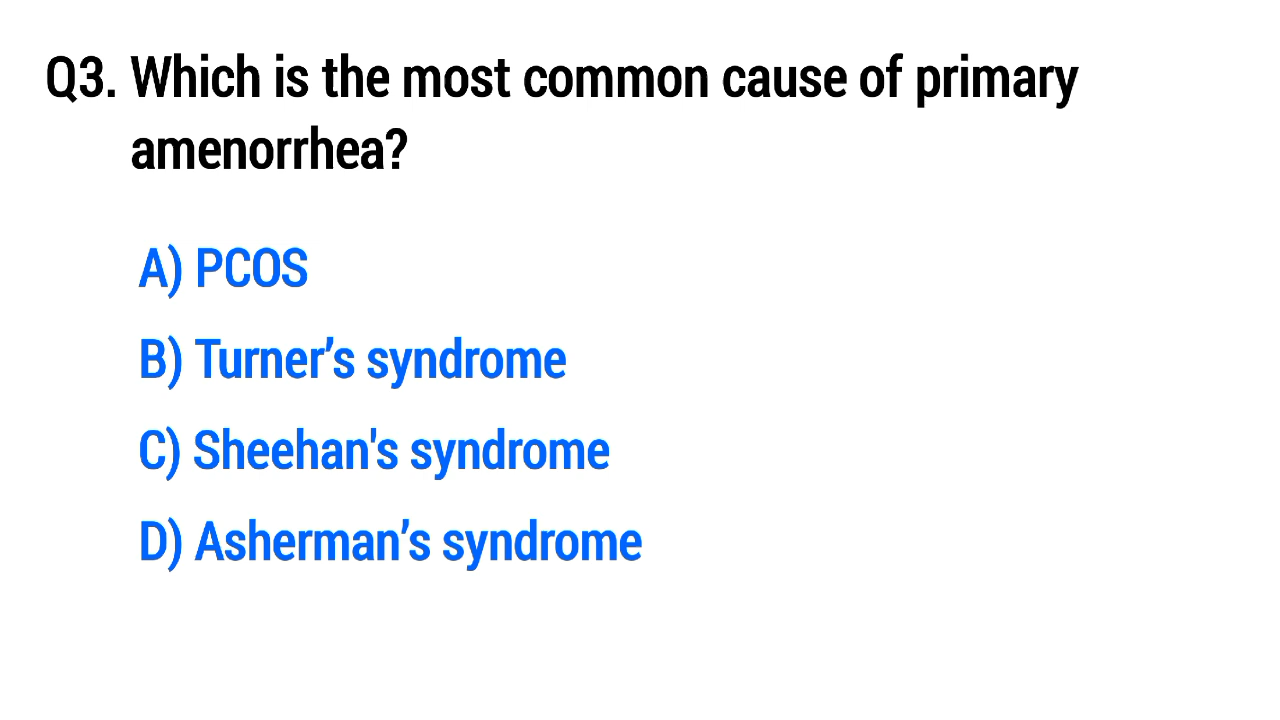 Q3. Which is the most common cause of primary
amenorrhea?
A) PCOS
B) Turner’s syndrome
C) Sheehan's syndrome
D) Asherman’s syndrome